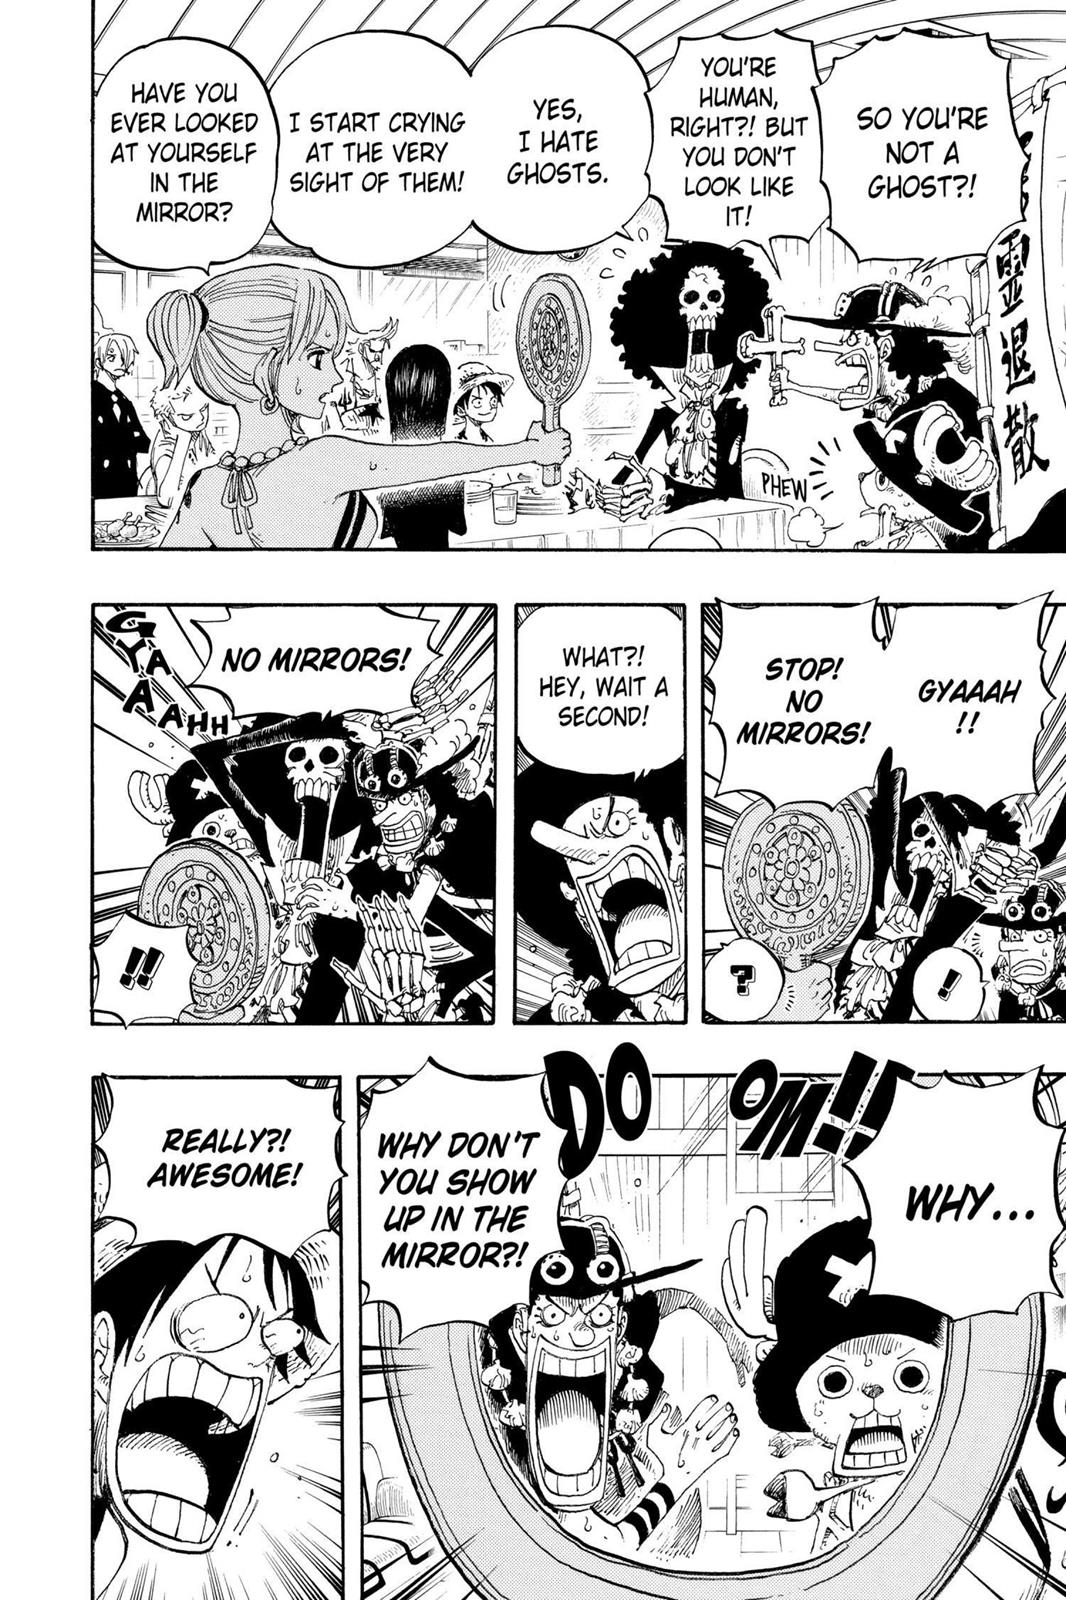 SO YOU'RE
NOT A
GHOST?!
YOU'RE
HUMAN,
RIGHT?! BUT
YOU DON'T
LOOK LIKE
IT!
YES,
I HATE
GHOSTS.
I START CRYING
AT THE VERY
SIGHT OF THEM!
HAVE YOU
EVER LOOKED
AT YOURSELF
IN THE
MIRROR?
霊退散
PHEW
GYAAAH
!!
STOP!
NO
MIRRORS!
!
?
WHAT?!
HEY, WAIT A
SECOND!
NO MIRRORS!
GYAAAHH
!!
WHY...
DOOM!!
WHY DON'T
YOU SHOW
UP IN THE
MIRROR?!
REALLY?!
AWESOME!